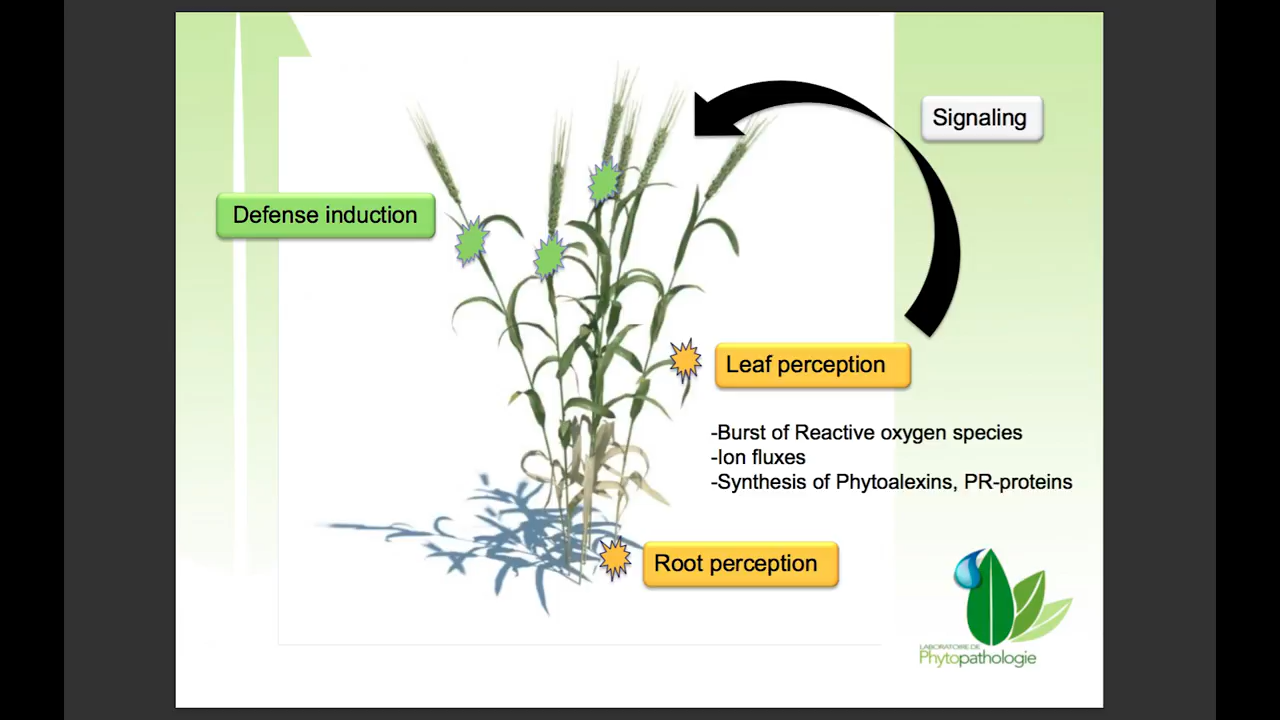 Signaling
Defense induction
Leaf perception
-Burst of Reactive oxygen species
-Ion fluxes
-Synthesis of Phytoalexins, PR-proteins
Root perception
LABORATOIRE DE
Phytopathologie